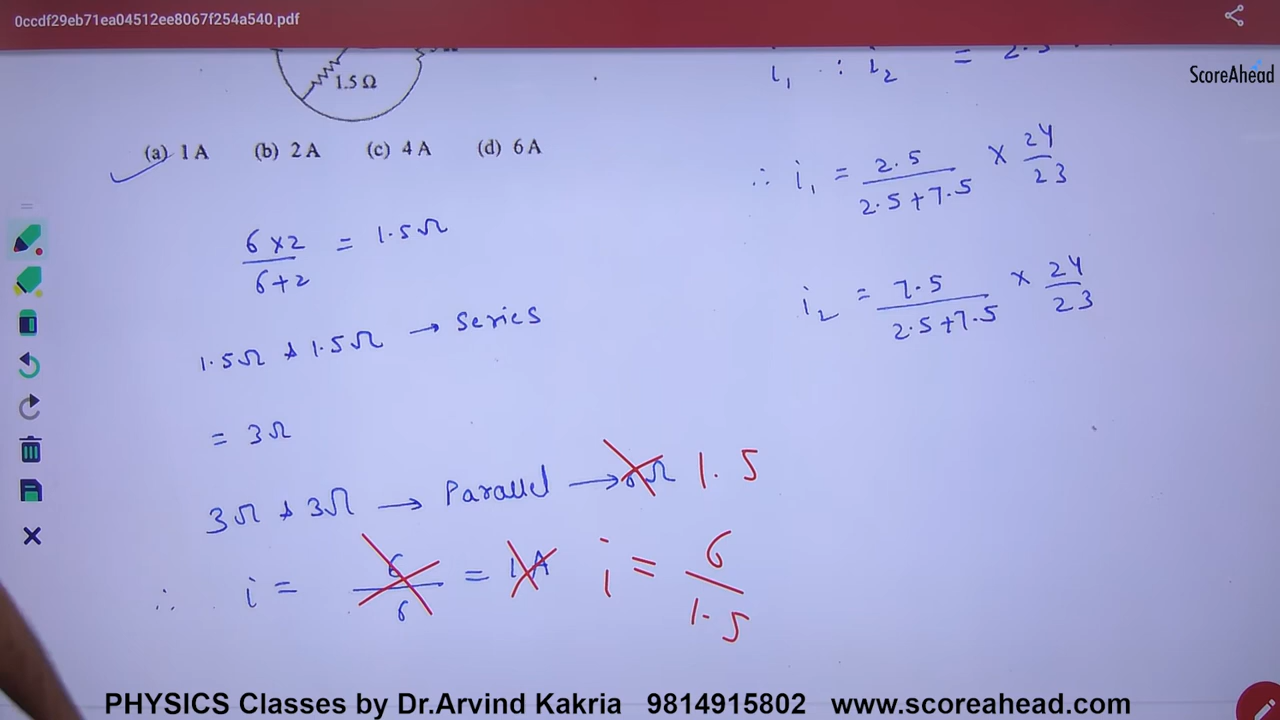 0ccdf29eb71ea04512ee8067f254a540.pdf
ScoreAhead
1.5 Ω
(a) 1 A (b) 2 A (c) 4 A (d) 6 A
6 × 2 / 6 + 2 = 1.5 Ω
1.5 Ω & 1.5 Ω → Series
= 3 Ω
3 Ω & 3 Ω → Parallel → Ω 1.5
∴ i = 6 / 6 = 1 A i = 6 / 1.5
i₁ : i₂ =
∴ i₁ = 2.5 / 2.5 + 7.5 × 24 / 23
i₂ = 7.5 / 2.5 + 7.5 × 24 / 23
PHYSICS Classes by Dr.Arvind Kakria 9814915802 www.scoreahead.com